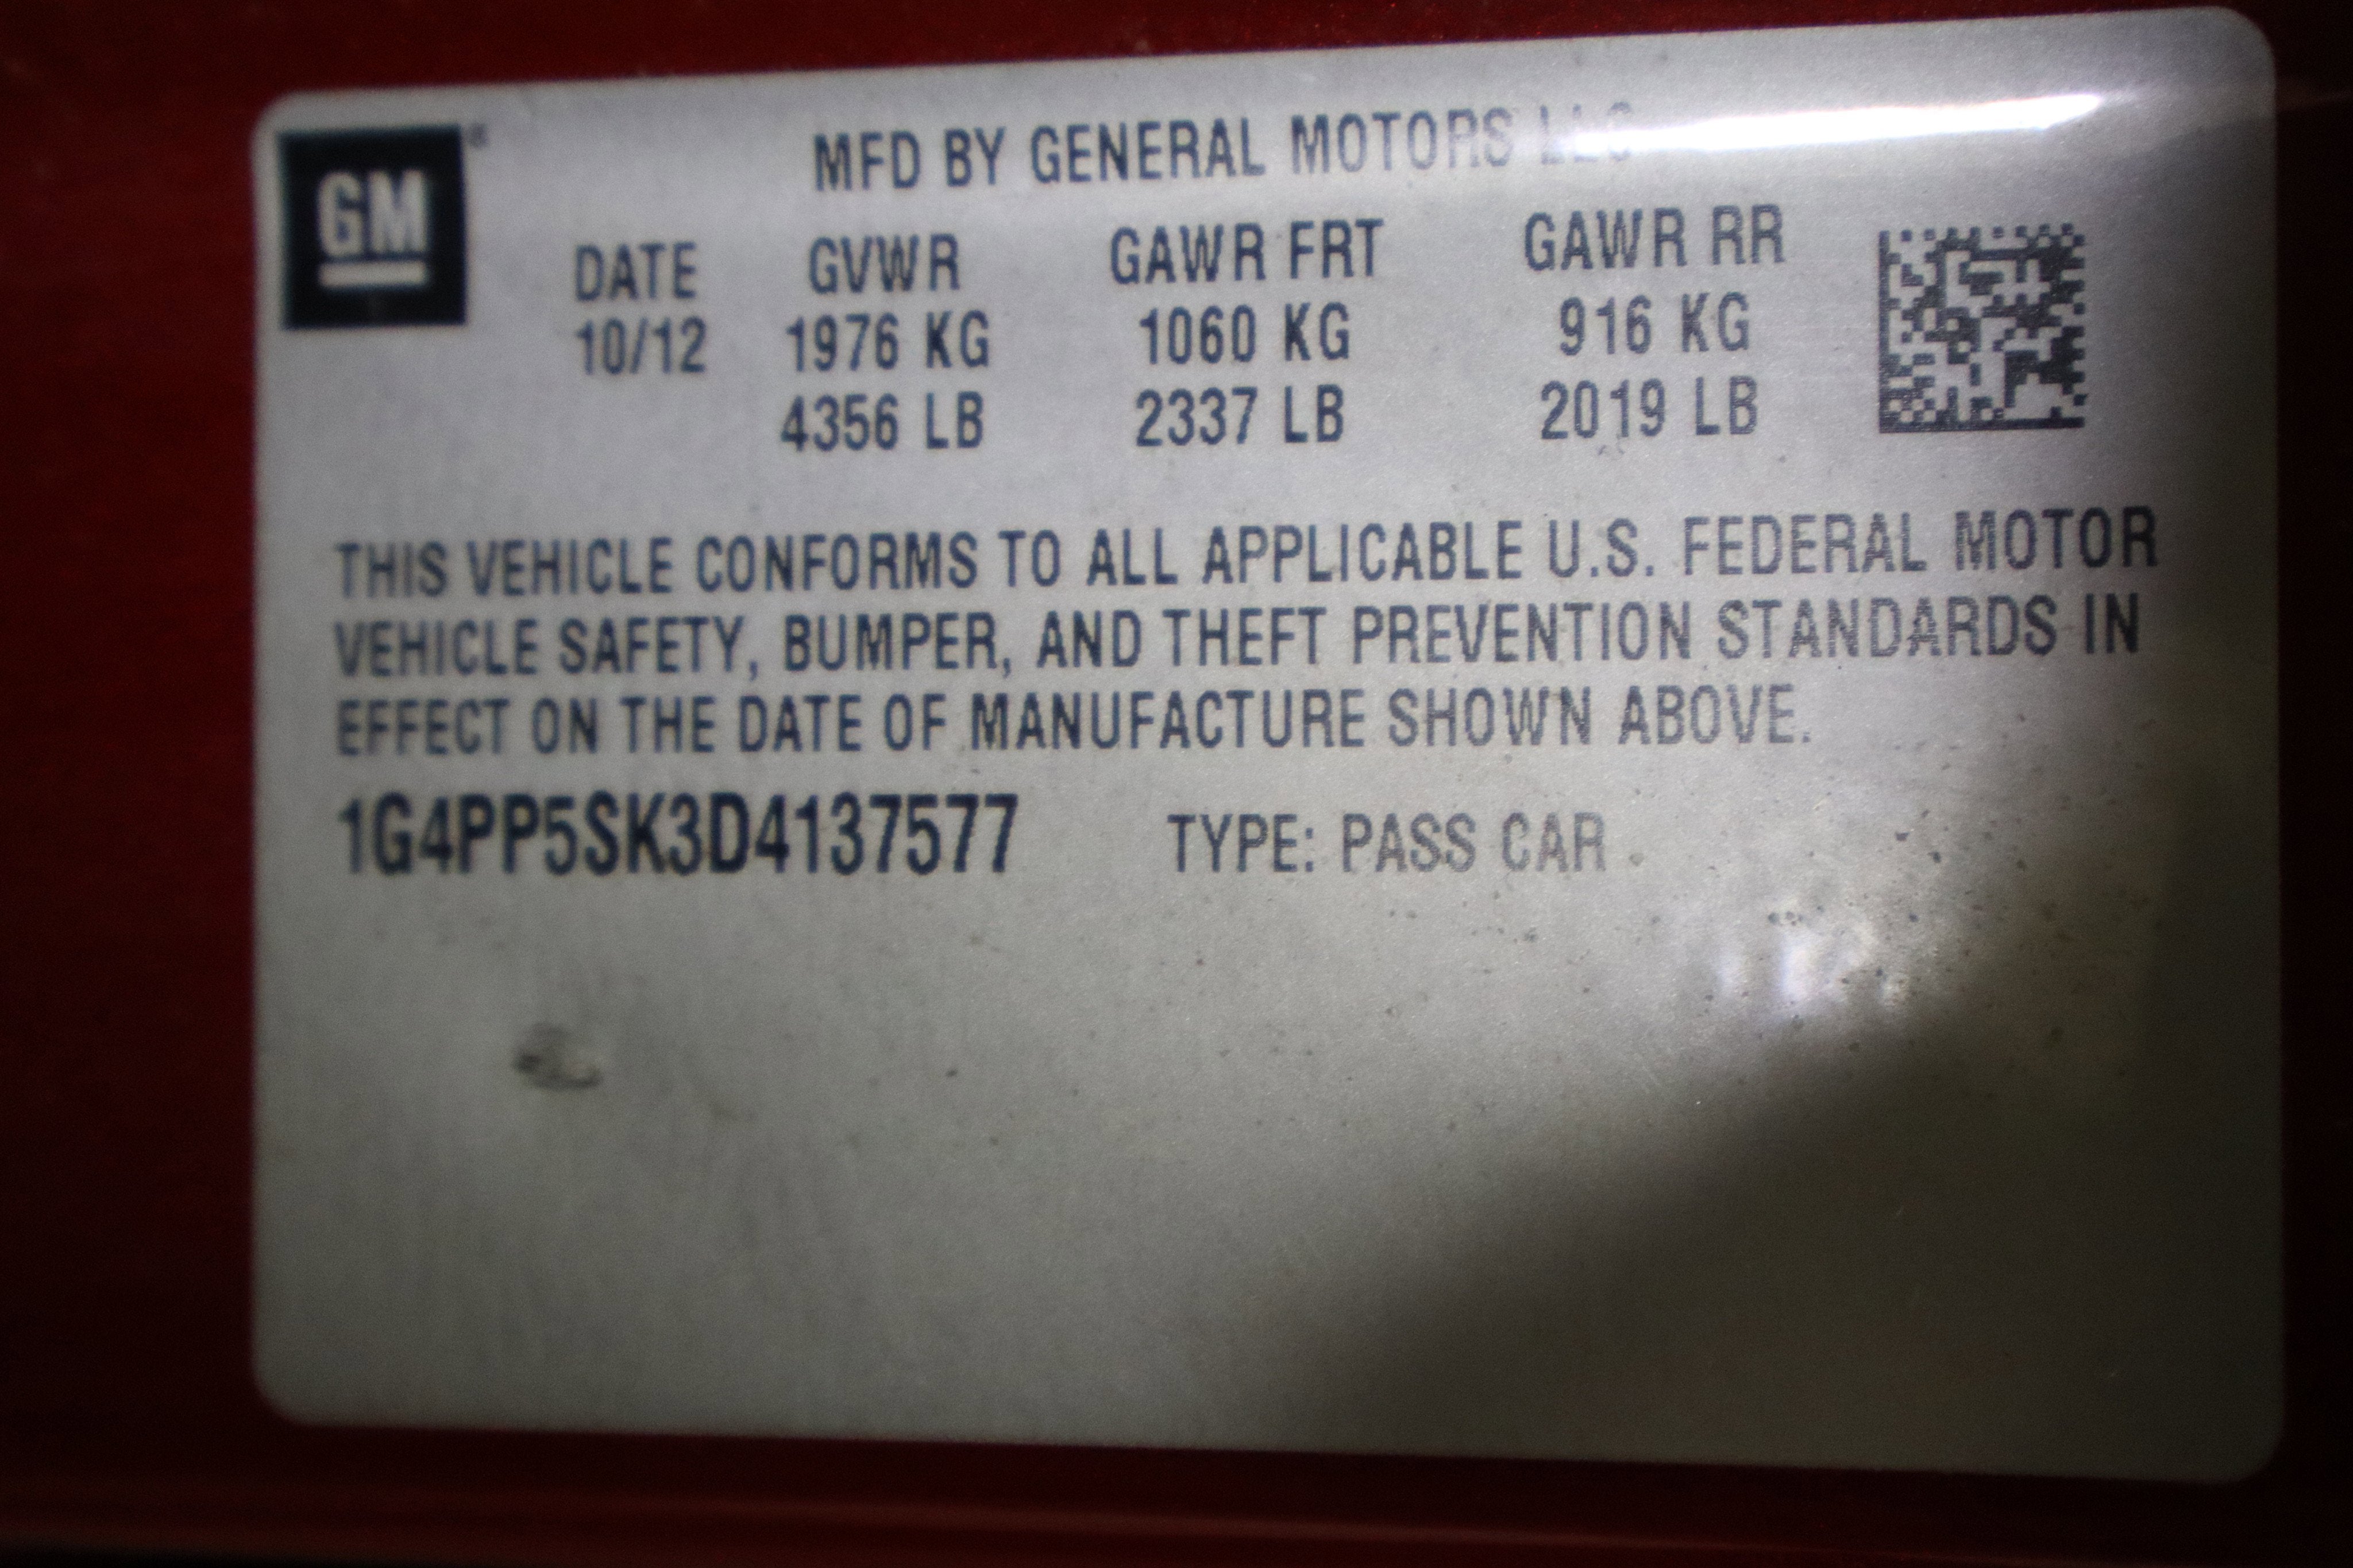 GM®
MFD BY GENERAL MOTORS LLC
DATE GVWR GAWR FRT GAWR RR
10/12 1976 KG 1060 KG 916 KG
4356 LB 2337 LB 2019 LB
THIS VEHICLE CONFORMS TO ALL APPLICABLE U.S. FEDERAL MOTOR
VEHICLE SAFETY, BUMPER, AND THEFT PREVENTION STANDARDS IN
EFFECT ON THE DATE OF MANUFACTURE SHOWN ABOVE.
1G4PP5SK3D4137577 TYPE: PASS CAR